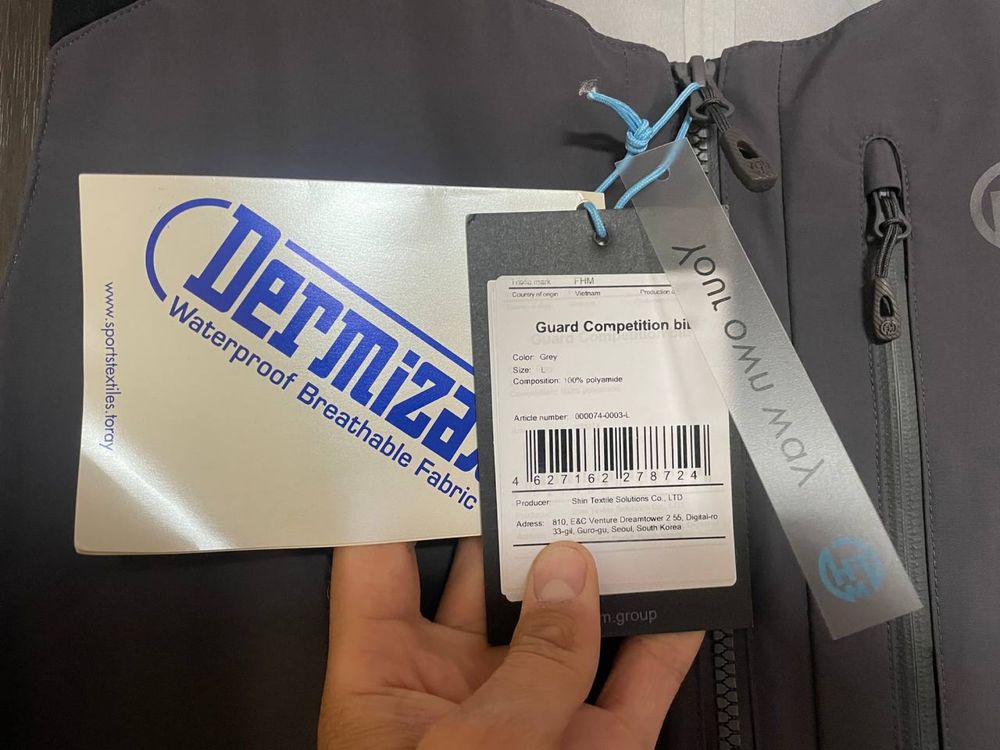 Dermizax
Waterproof Breathable Fabric
www.sportstextiles.toray
Trade mark FHM
Country of origin Vietnam Production
Guard Competition bi
Color: Grey
Size: L
Composition: 100% polyamide
Article number: 000074-0003-L
4 627162 278724
Producer: Shin Textile Solutions Co., LTD
Adress: 810, E&C Venture Dreamtower 2 55, Digital-ro
33-gil, Guro-gu, Seoul, South Korea
m.group
your own way